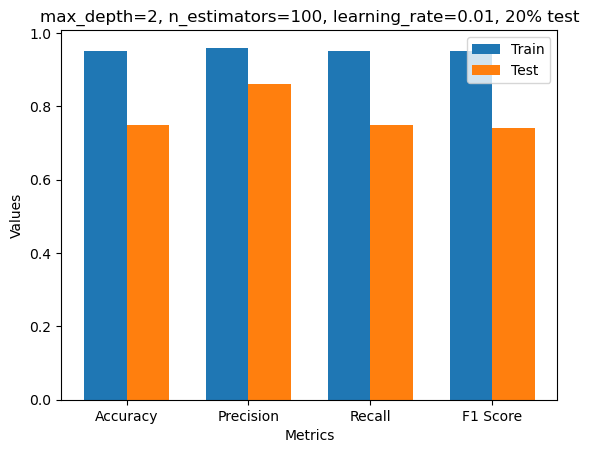 max_depth=2, n_estimators=100, learning_rate=0.01, 20% test
Train
Test
1.0
0.8
0.6
0.4
0.2
0.0
Values
Accuracy
Precision
Recall
F1 Score
Metrics